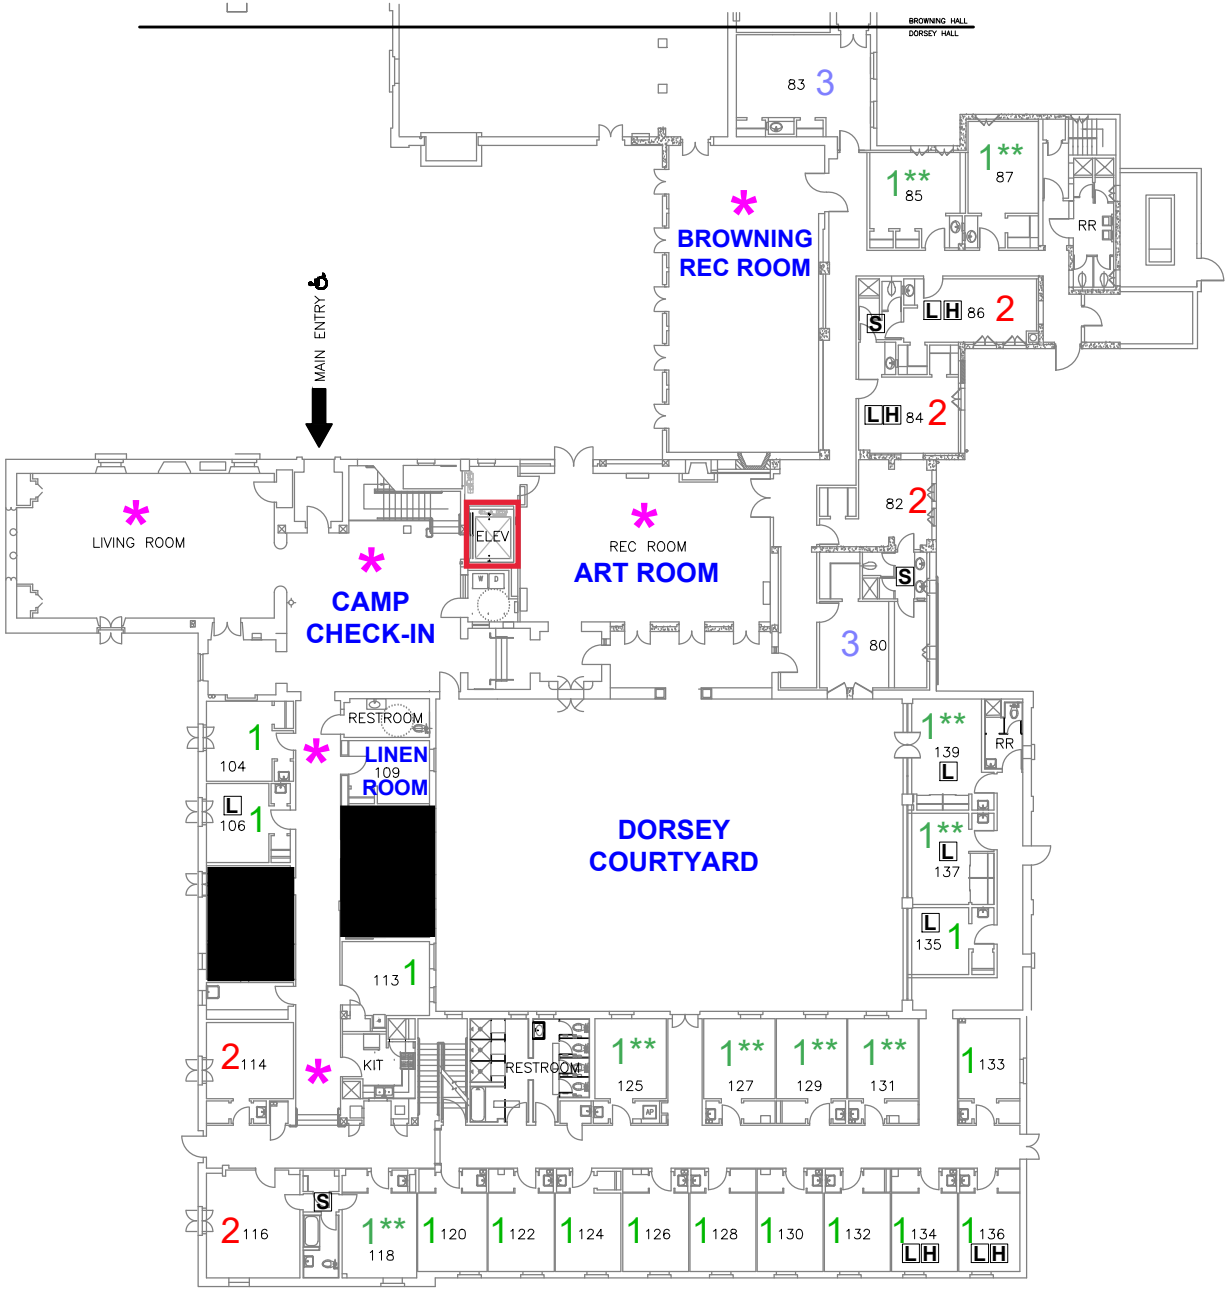 BROWNING HALL
DORSEY HALL
83 3
1** 85
1** 87
RR
*
BROWNING
REC ROOM
MAIN ENTRY
S
L H 86 2
L H 84 2
82 2
S
3 80
*
LIVING ROOM
*
CAMP
CHECK-IN
ELEV
W D
*
REC ROOM
ART ROOM
RESTROOM
*
LINEN
109
ROOM
1
104
L
106 1
DORSEY
COURTYARD
1**
139
L
RR
1**
L
137
L
135 1
113 1
2 114
*
KIT
RESTROOM
1**
125
AP
1**
127
1**
129
1**
131
1 133
2 116
S
1**
118
1 120
1 122
1 124
1 126
1 128
1 130
1 132
1 134
L H
1 136
L H